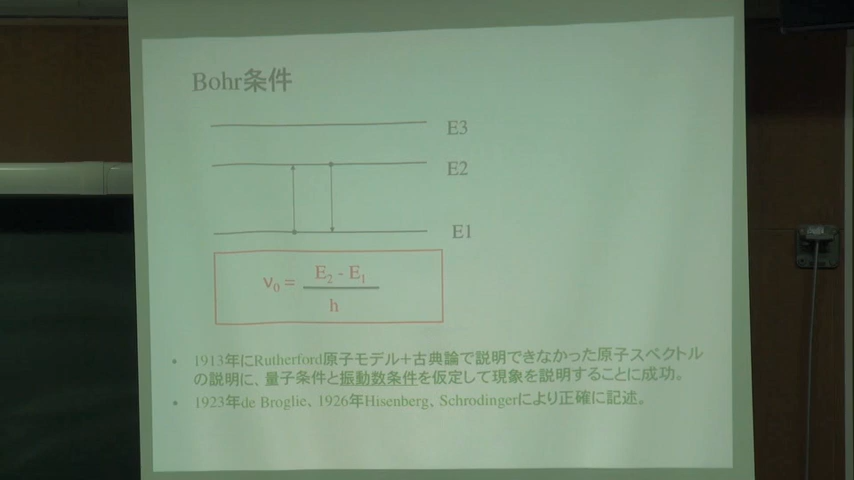 Bohr条件
E3
E2
E1
ν0 = E2 - E1 / h
• 1913年にRutherford原子モデル+古典論で説明できなかった原子スペクトル
の説明に、量子条件と振動数条件を仮定して現象を説明することに成功。
• 1923年de Broglie、1926年Hisenberg、Schrodingerにより正確に記述。